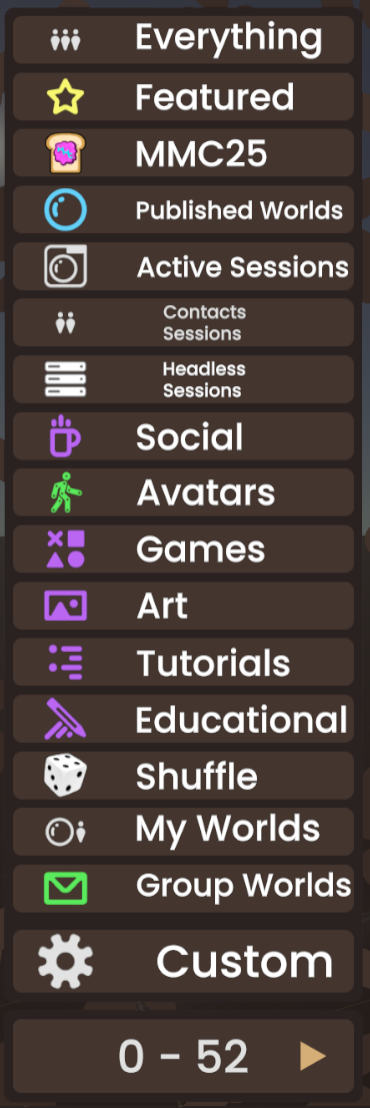 Everything
Featured
MMC25
Published Worlds
Active Sessions
Contacts
Sessions
Headless
Sessions
Social
Avatars
Games
Art
Tutorials
Educational
Shuffle
My Worlds
Group Worlds
Custom
0 - 52